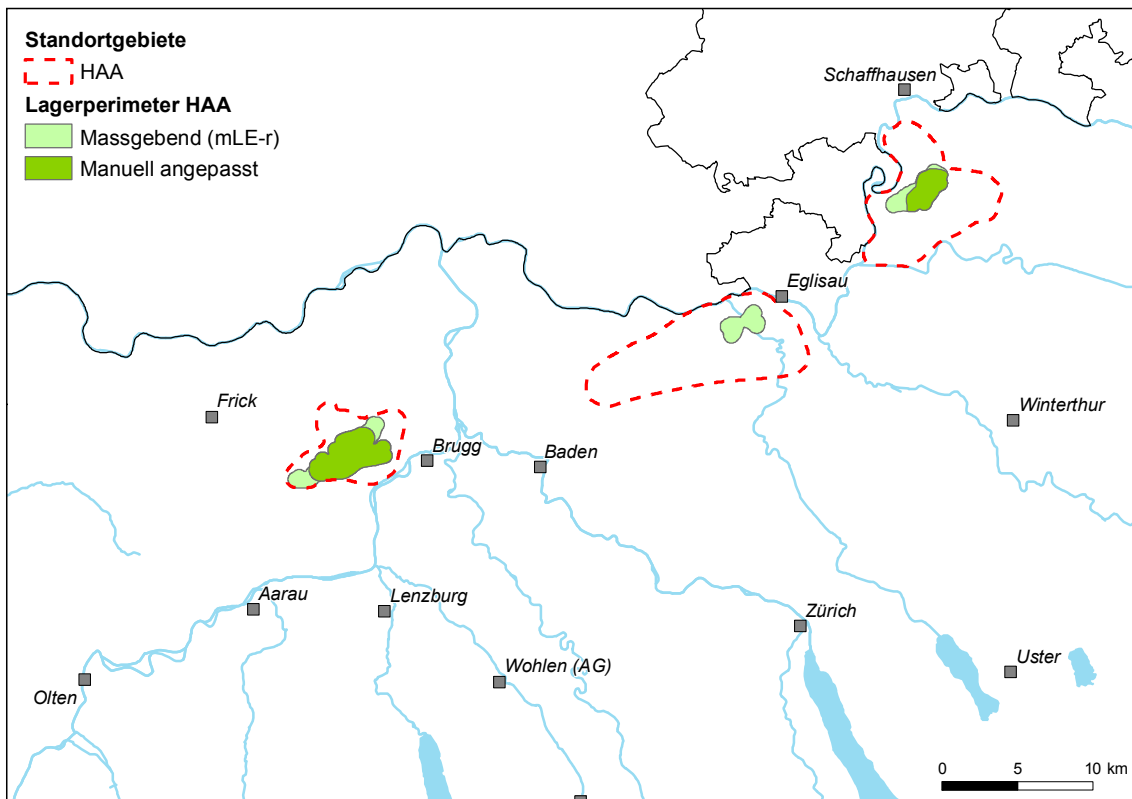 Standortgebiete
HAA
Lagerperimeter HAA
Massgebend (mLE-r)
Manuell angepasst
Schaffhausen
Eglisau
Frick
Winterthur
Brugg
Baden
Aarau
Lenzburg
Zürich
Wohlen (AG)
Uster
Olten
0 5 10 km